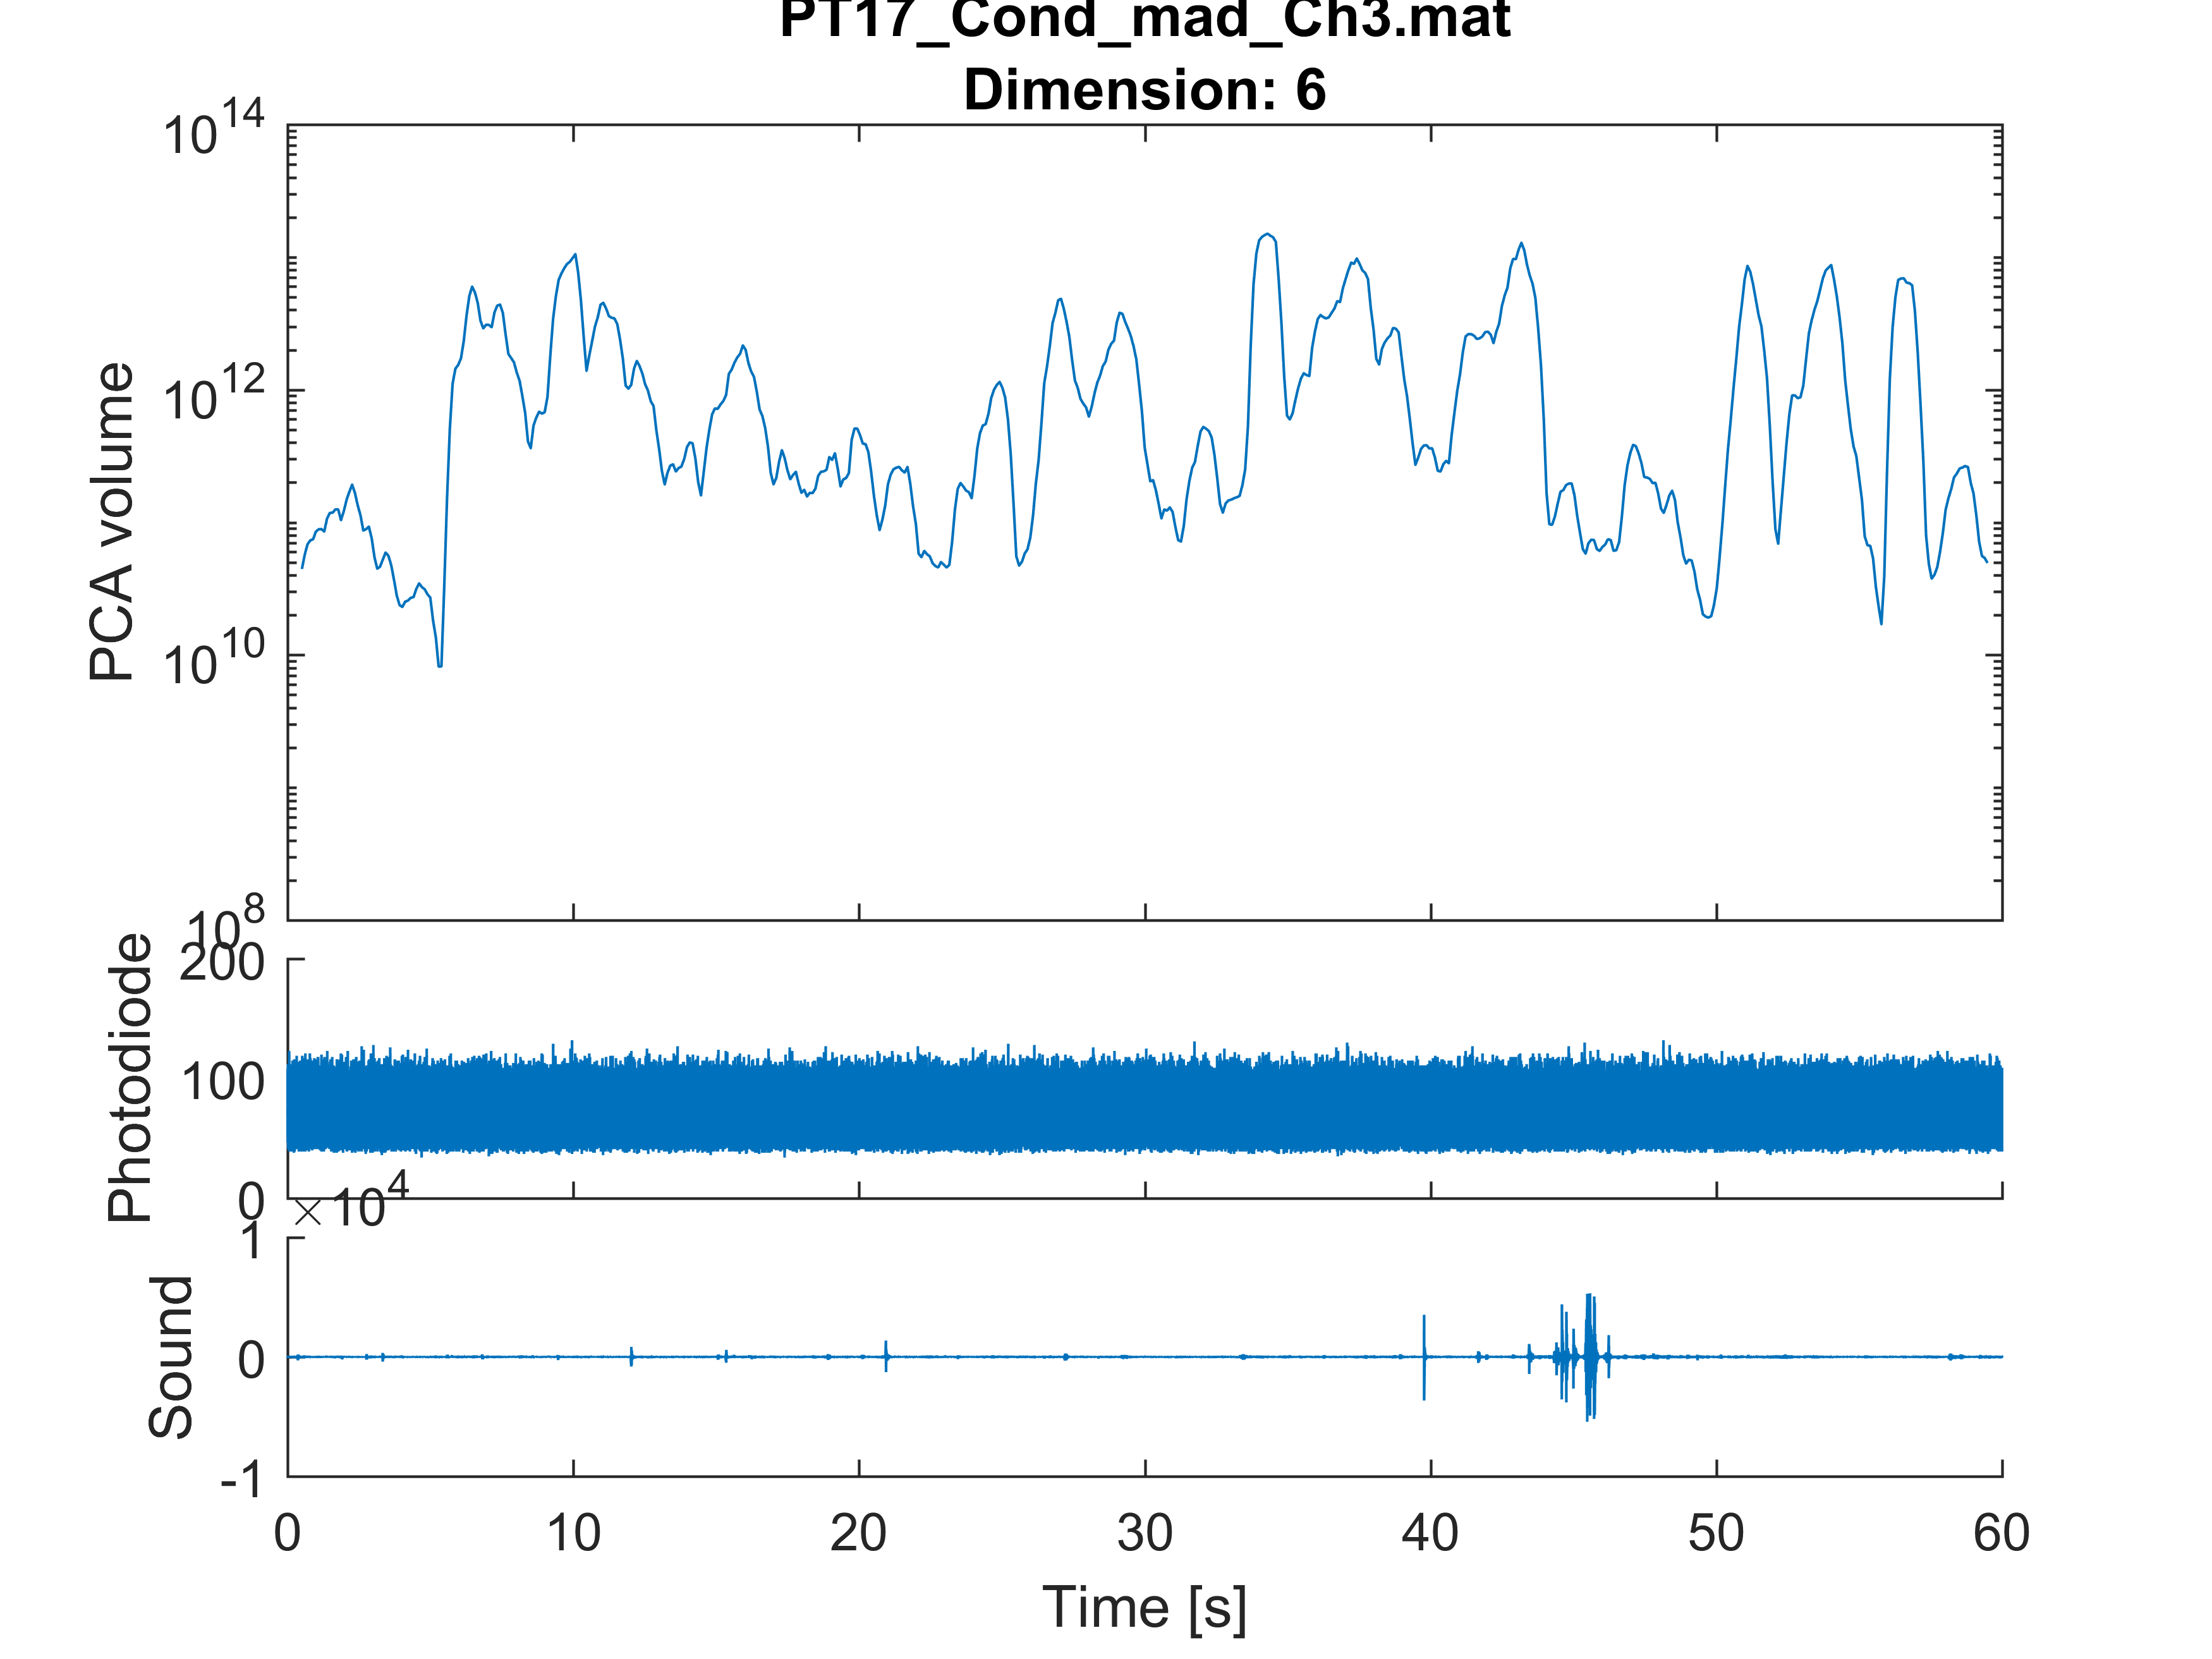 PT17_Cond_mad_Ch3.mat
Dimension: 6
10^14
10^12
10^10
10^8
PCA volume
200
100
0
Photodiode
×10^4
1
0
-1
Sound
0 10 20 30 40 50 60
Time [s]